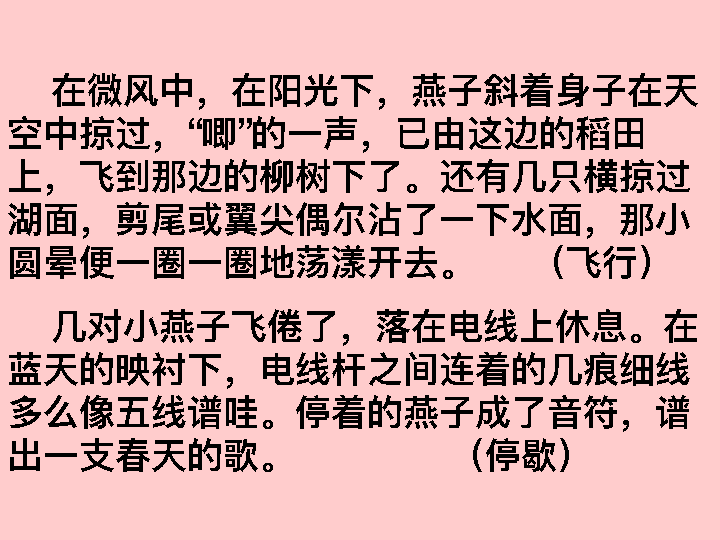 在微风中，在阳光下，燕子斜着身子在天
空中掠过，“唧”的一声，已由这边的稻田
上，飞到那边的柳树下了。还有几只横掠过
湖面，剪尾或翼尖偶尔沾了一下水面，那小
圆晕便一圈一圈地荡漾开去。 （飞行）
几对小燕子飞倦了，落在电线上休息。在
蓝天的映衬下，电线杆之间连着的几痕细线
多么像五线谱哇。停着的燕子成了音符，谱
出一支春天的歌。 （停歇）